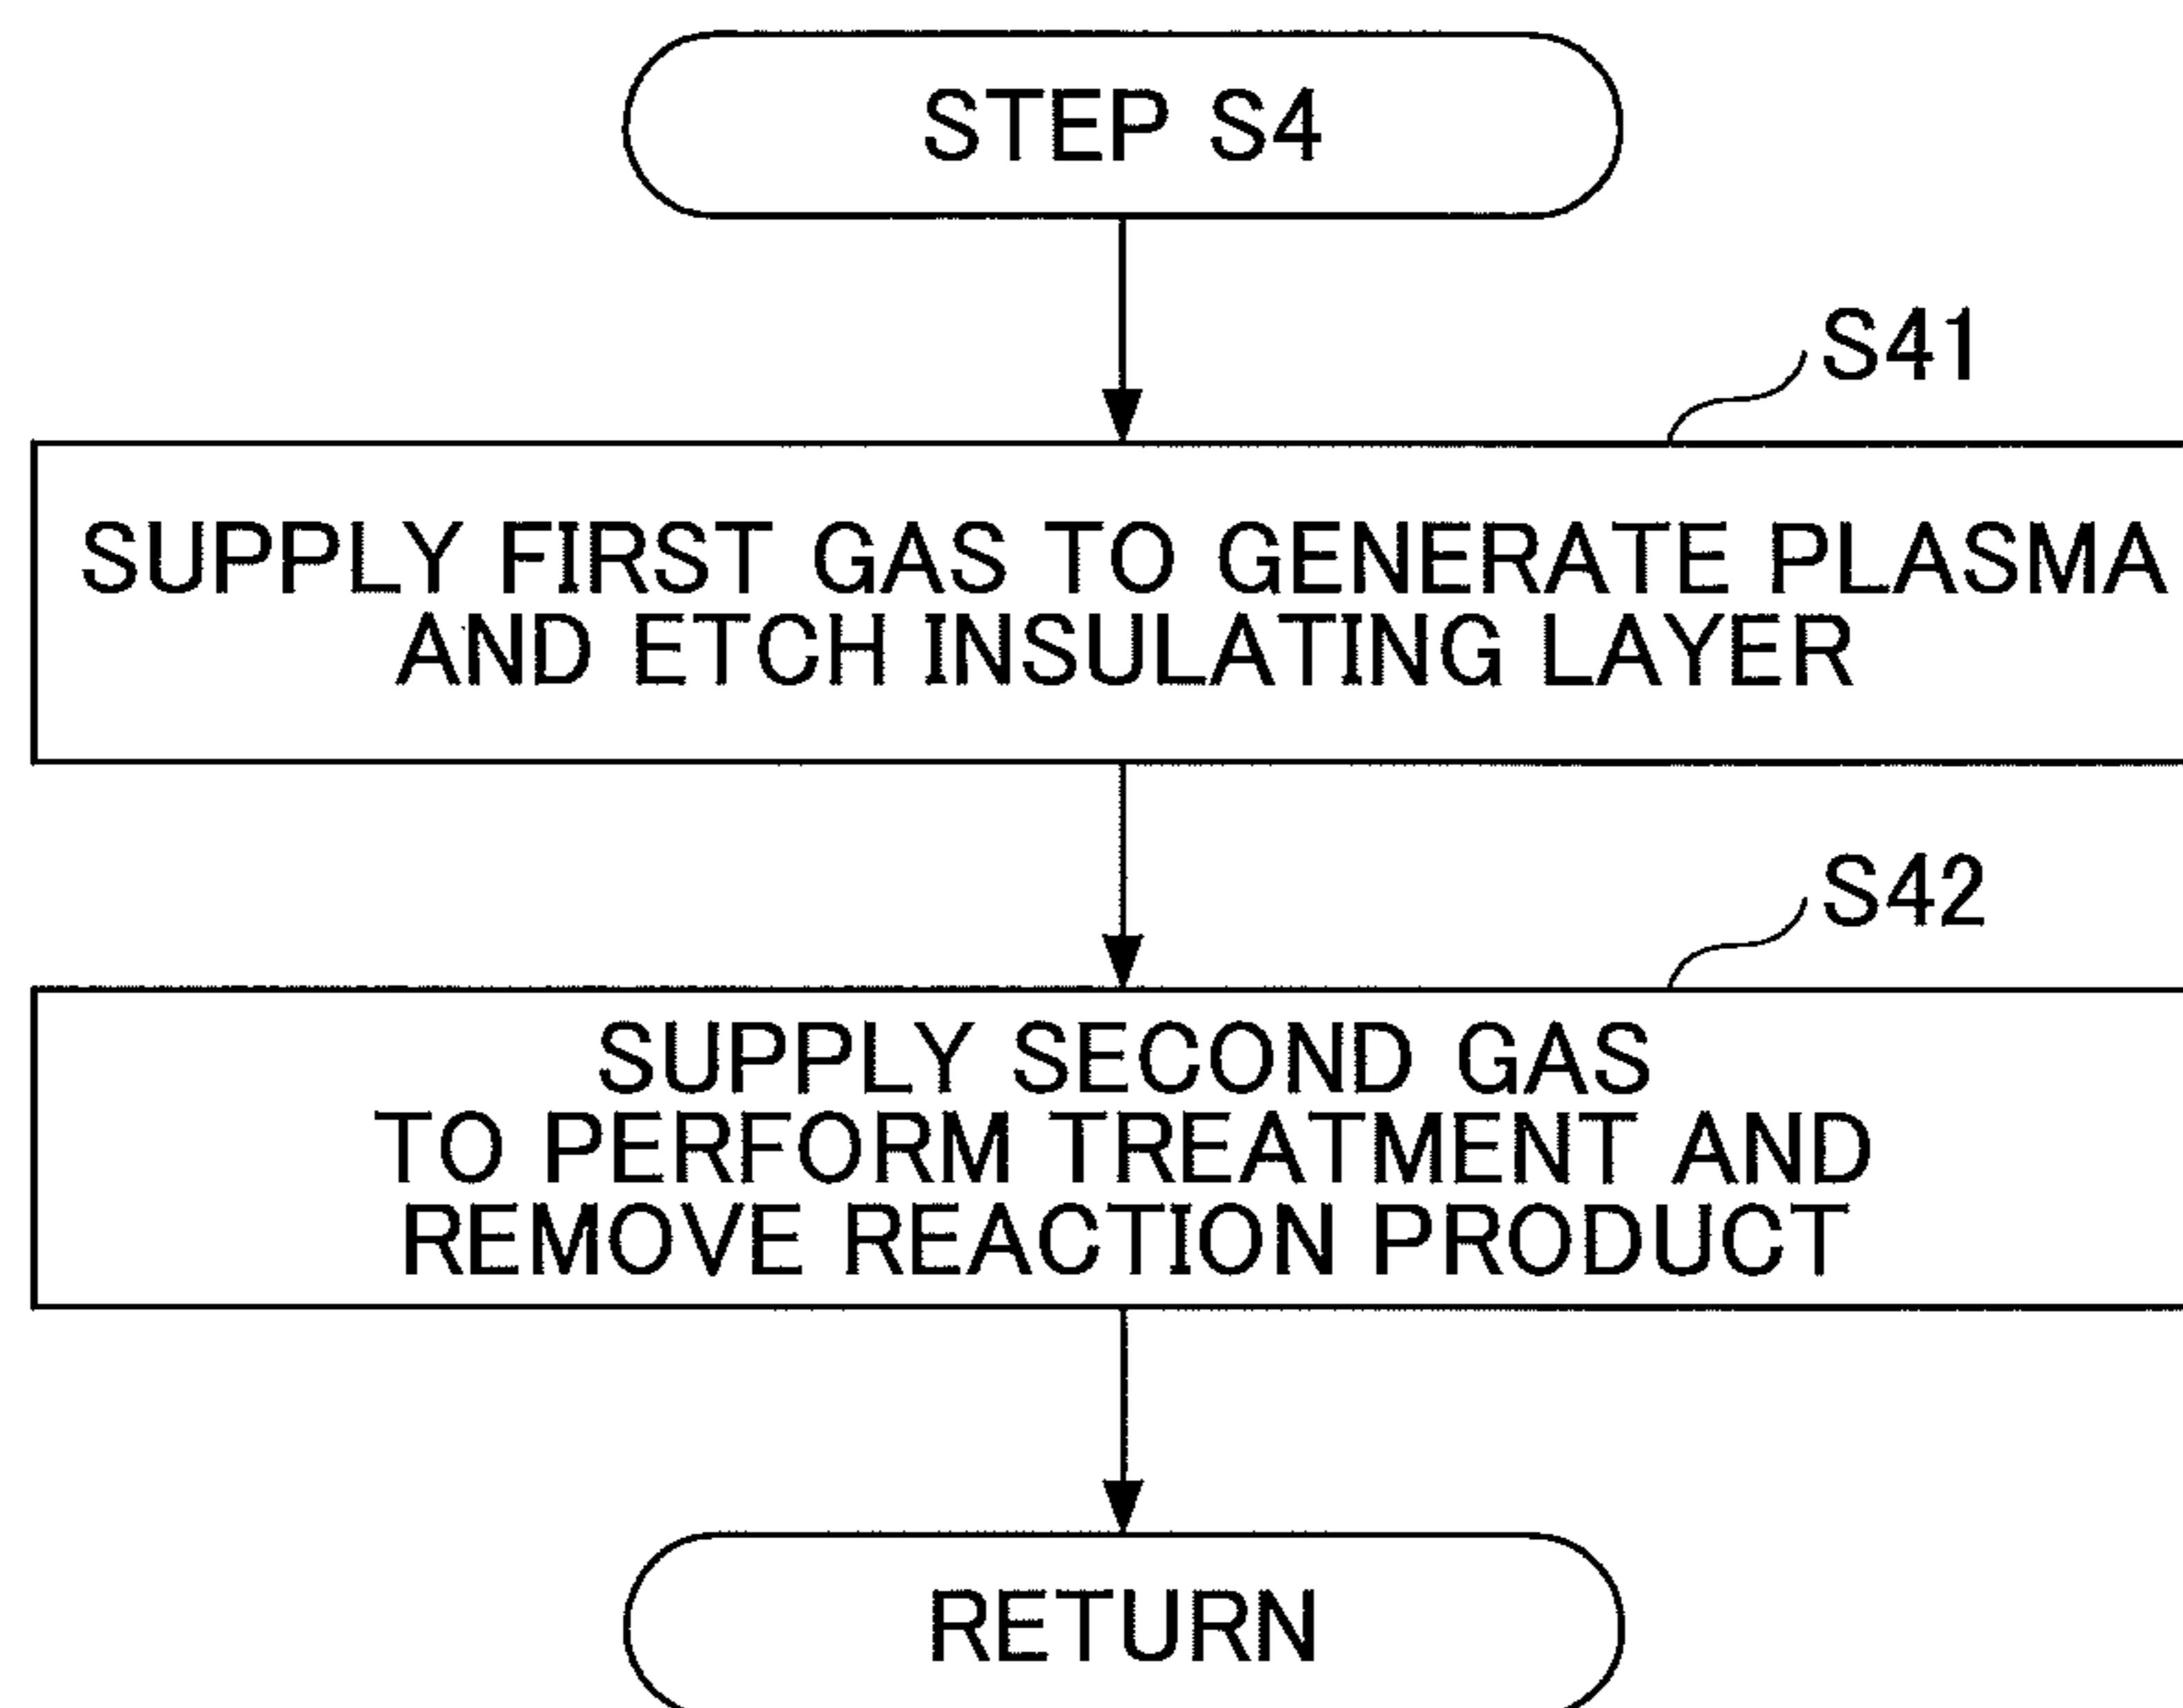 STEP S4
S41
SUPPLY FIRST GAS TO GENERATE PLASMA
AND ETCH INSULATING LAYER
S42
SUPPLY SECOND GAS
TO PERFORM TREATMENT AND
REMOVE REACTION PRODUCT
RETURN